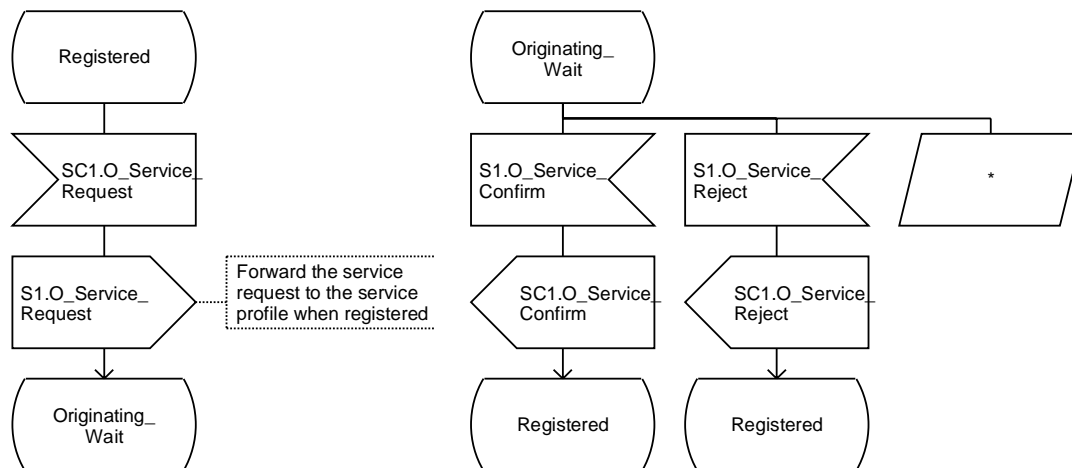 Registered
SC1.O_Service_
Request
S1.O_Service_
Request
Forward the service
request to the service
profile when registered
Originating_
Wait
Originating_
Wait
S1.O_Service_
Confirm
S1.O_Service_
Reject
*
SC1.O_Service_
Confirm
SC1.O_Service_
Reject
Registered
Registered